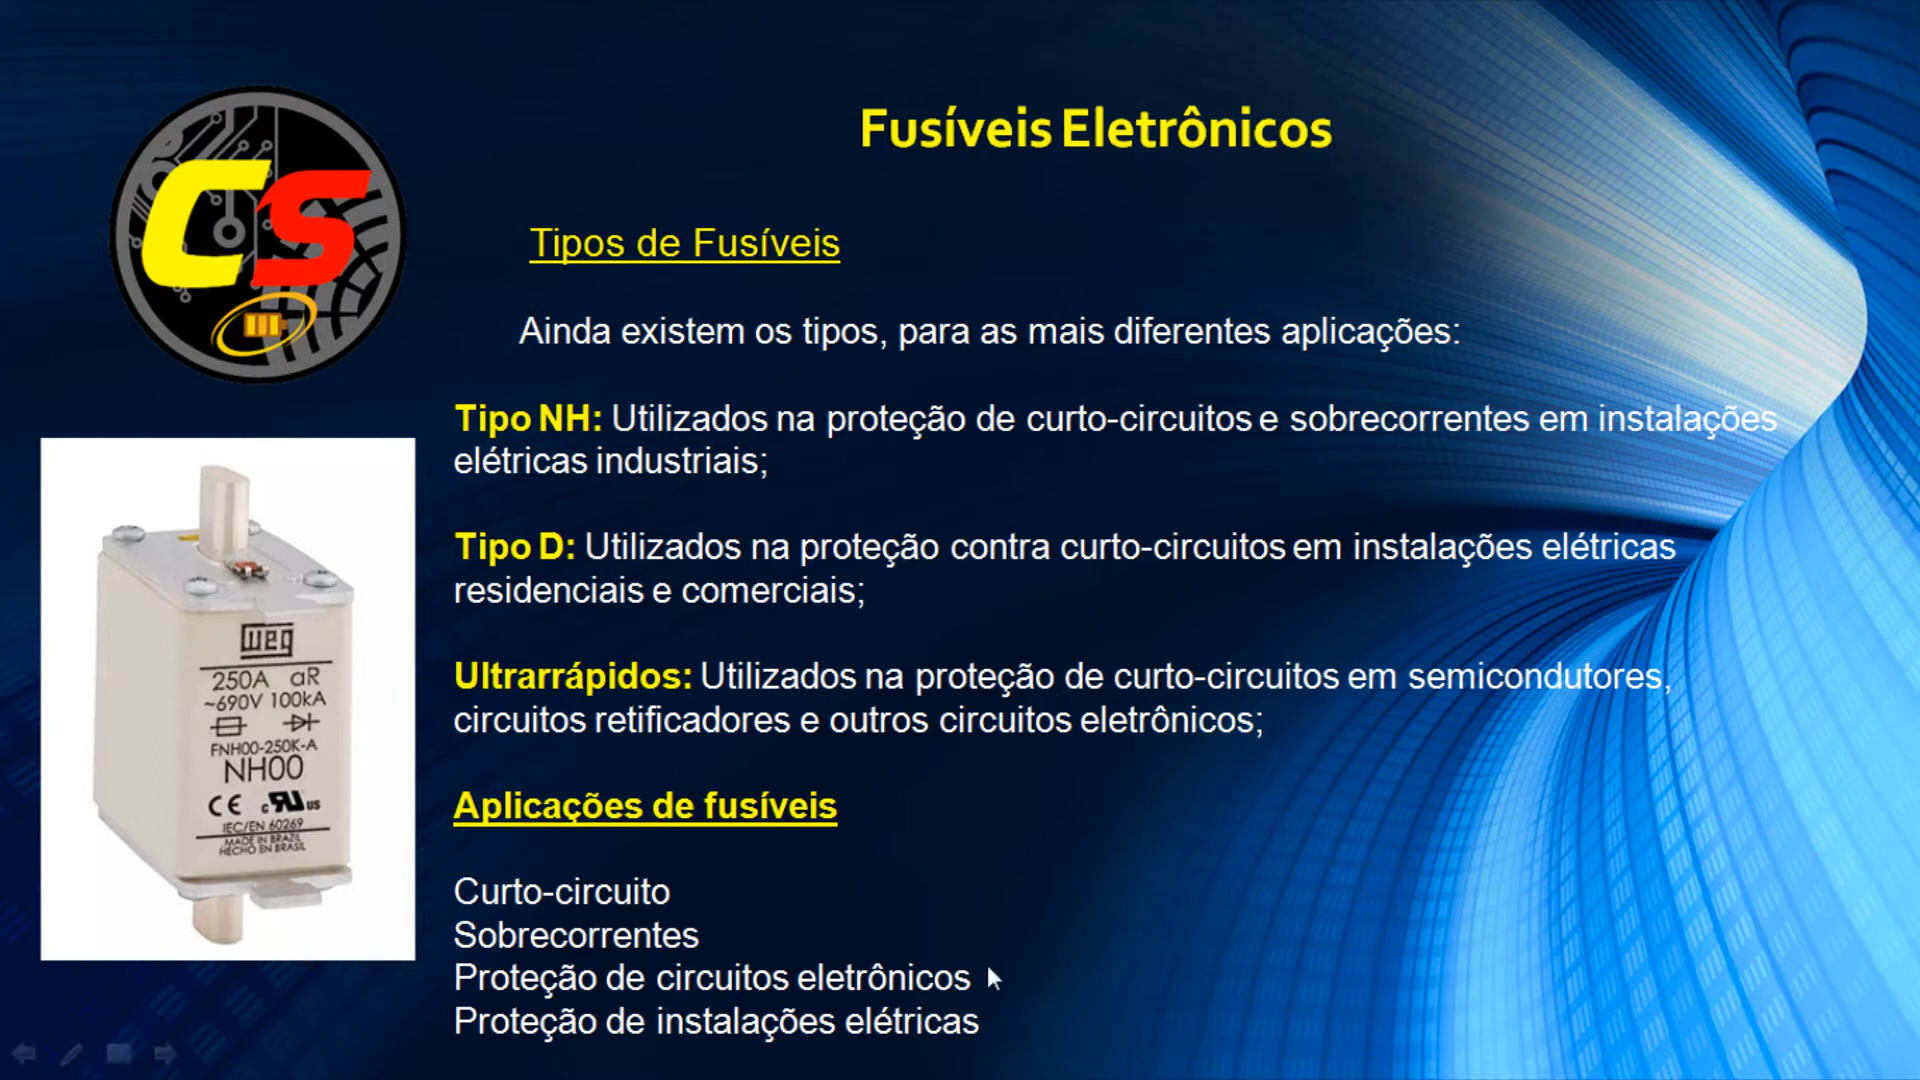 CS
Fusíveis Eletrônicos
Tipos de Fusíveis
Ainda existem os tipos, para as mais diferentes aplicações:
Tipo NH: Utilizados na proteção de curto-circuitos e sobrecorrentes em instalações
elétricas industriais;
Tipo D: Utilizados na proteção contra curto-circuitos em instalações elétricas
residenciais e comerciais;
Ultrarrápidos: Utilizados na proteção de curto-circuitos em semicondutores,
circuitos retificadores e outros circuitos eletrônicos;
Aplicações de fusíveis
Curto-circuito
Sobrecorrentes
Proteção de circuitos eletrônicos
Proteção de instalações elétricas
weg
250A aR
~690V 100kA
FNH00-250K-A
NH00
CE c RU us
IEC/EN 60269
MADE IN BRAZIL
HECHO EN BRASIL